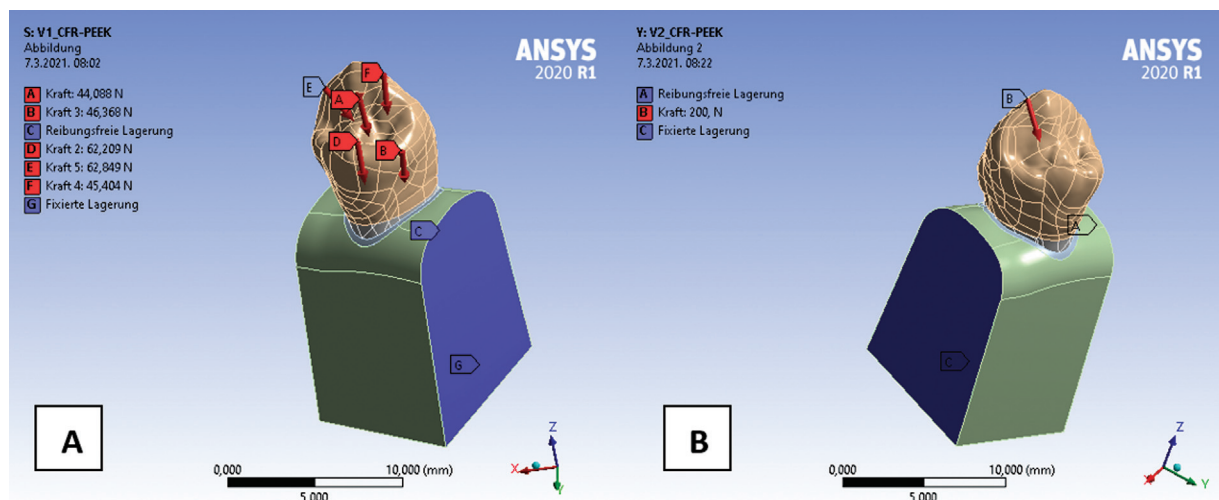 S: V1_CFR-PEEK
Abbildung
7.3.2021. 08:02
A Kraft: 44,088 N
B Kraft 3: 46,368 N
C Reibungsfreie Lagerung
D Kraft 2: 62,209 N
E Kraft 5: 62,849 N
F Kraft 4: 45,404 N
G Fixierte Lagerung
ANSYS
2020 R1
E
F
A
D
B
C
G
A
0,000
10,000 (mm)
5,000
Z
X
Y
Y: V2_CFR-PEEK
Abbildung 2
7.3.2021. 08:22
A Reibungsfreie Lagerung
B Kraft: 200, N
C Fixierte Lagerung
ANSYS
2020 R1
B
A
C
B
0,000
10,000 (mm)
5,000
Z
X
Y